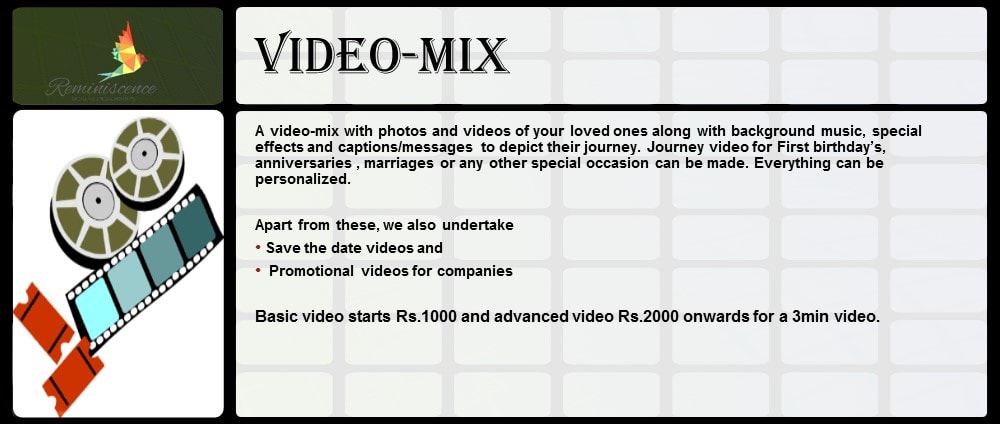 Reminiscence
VIDEO-MIX
A video-mix with photos and videos of your loved ones along with background music, special
effects and captions/messages to depict their journey. Journey video for First birthday's,
anniversaries , marriages or any other special occasion can be made. Everything can be
personalized.
Apart from these, we also undertake
• Save the date videos and
• Promotional videos for companies
Basic video starts Rs.1000 and advanced video Rs.2000 onwards for a 3min video.